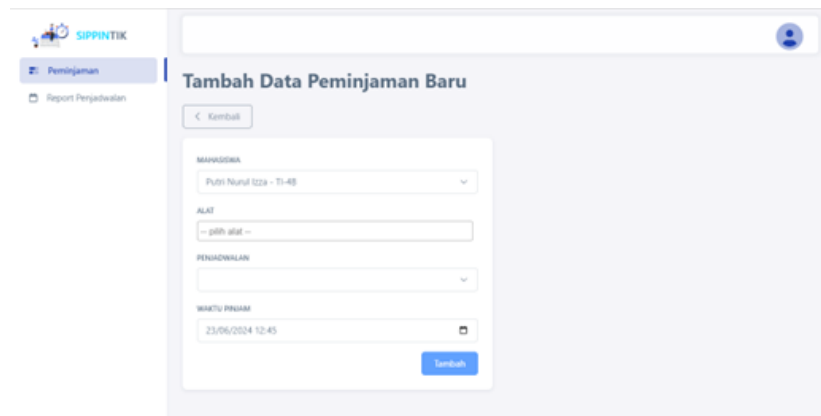 SIPPINTIK
Peminjaman
Report Penjadwalan
Tambah Data Peminjaman Baru
Kembali
MAHASISWA
Putri Nurul Izza - TI-4B
ALAT
-- pilih alat --
PENJADWALAN
WAKTU PINJAM
23/06/2024 12:45
Tambah